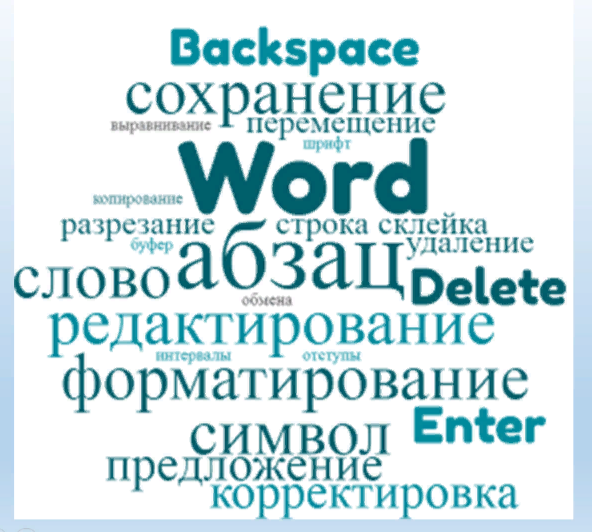 Backspace
сохранение
выравнивание перемещение
шрифт
Word
копирование
разрезание строка склейка
буфер абзац удаление
слово Delete
обмена
редактирование
интервалы отступы
форматирование
символ Enter
предложение
корректировка